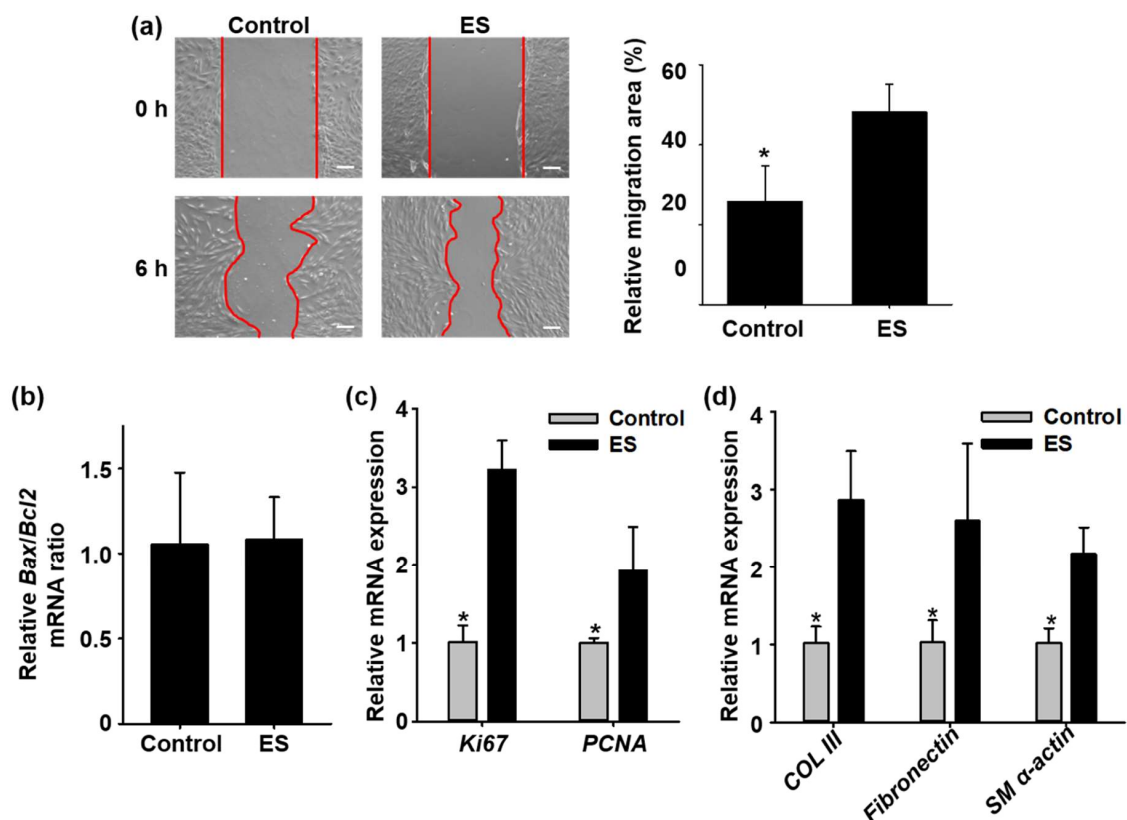 (a)
Control
ES
0 h
6 h
Relative migration area (%)
60
40
20
0
Control
ES
*
(b)
Relative Bax/Bcl2
mRNA ratio
1.5
1.0
0.5
0
Control
ES
(c)
Relative mRNA expression
4
3
2
1
0
Control
ES
*
*
Ki67
PCNA
(d)
Relative mRNA expression
4
3
2
1
0
Control
ES
*
*
*
COL III
Fibronectin
SM α-actin